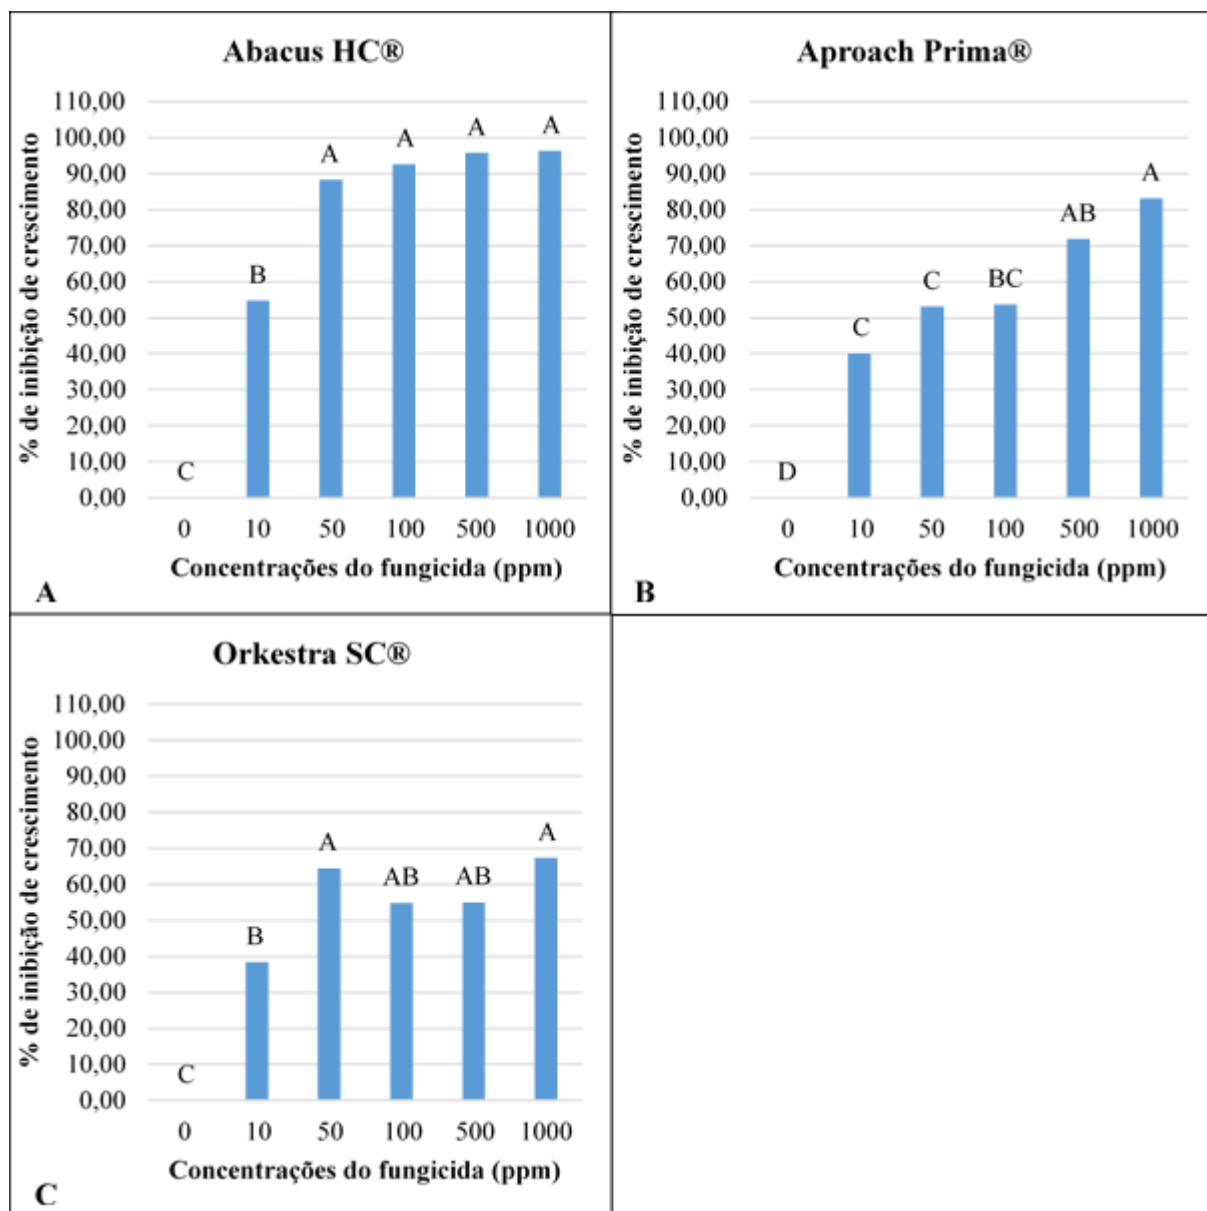 Abacus HC®
% de inibição de crescimento
110,00
100,00
90,00
80,00
70,00
60,00
50,00
40,00
30,00
20,00
10,00
0,00
C
B
A
A
A
A
0 10 50 100 500 1000
Concentrações do fungicida (ppm)
A
Aproach Prima®
% de inibição de crescimento
110,00
100,00
90,00
80,00
70,00
60,00
50,00
40,00
30,00
20,00
10,00
0,00
D
C
C
BC
AB
A
0 10 50 100 500 1000
Concentrações do fungicida (ppm)
B
Orkestra SC®
% de inibição de crescimento
110,00
100,00
90,00
80,00
70,00
60,00
50,00
40,00
30,00
20,00
10,00
0,00
C
B
A
AB
AB
A
0 10 50 100 500 1000
Concentrações do fungicida (ppm)
C